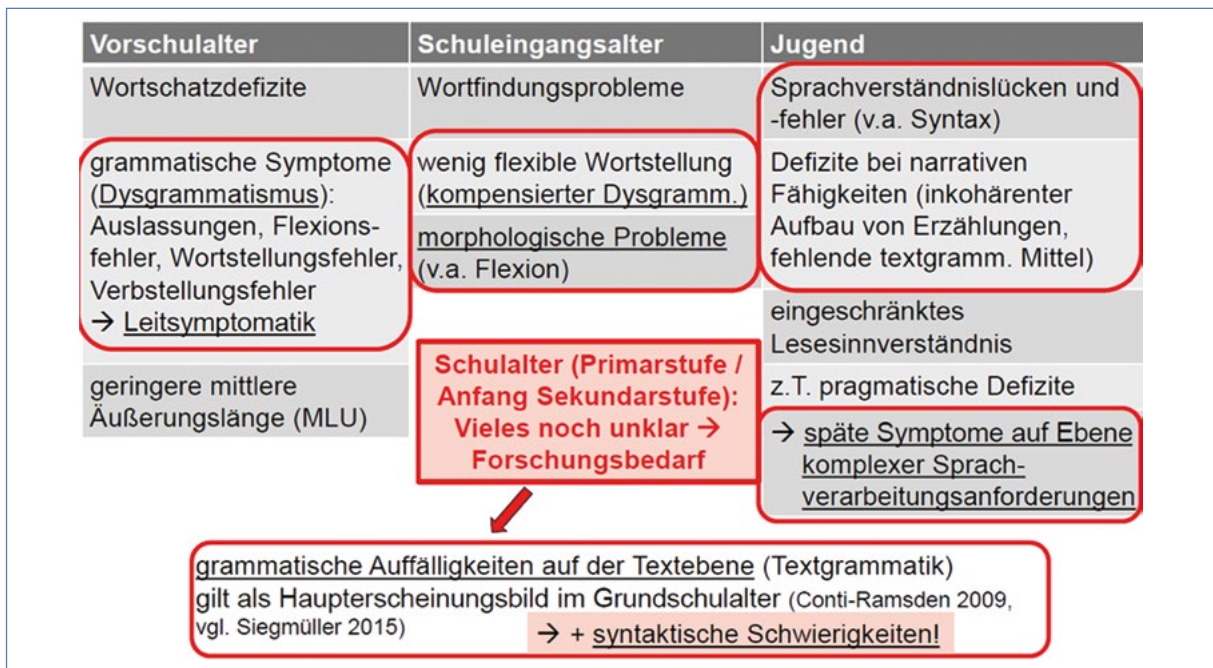 Vorschulalter
Wortschatzdefizite
grammatische Symptome
(Dysgrammatismus):
Auslassungen, Flexions-
fehler, Wortstellungsfehler,
Verbstellungsfehler
→ Leitsymptomatik
geringere mittlere
Äußerungslänge (MLU)
Schuleingangsalter
Wortfindungsprobleme
wenig flexible Wortstellung
(kompensierter Dysgramm.)
morphologische Probleme
(v.a. Flexion)
Jugend
Sprachverständnislücken und
-fehler (v.a. Syntax)
Defizite bei narrativen
Fähigkeiten (inkohärenter
Aufbau von Erzählungen,
fehlende textgramm. Mittel)
eingeschränktes
Lesesinnverständnis
z.T. pragmatische Defizite
→ späte Symptome auf Ebene
komplexer Sprach-
verarbeitungsanforderungen
Schulalter (Primarstufe /
Anfang Sekundarstufe):
Vieles noch unklar →
Forschungsbedarf
grammatische Auffälligkeiten auf der Textebene (Textgrammatik)
gilt als Haupterscheinungsbild im Grundschulalter (Conti-Ramsden 2009,
vgl. Siegmüller 2015)
→ + syntaktische Schwierigkeiten!